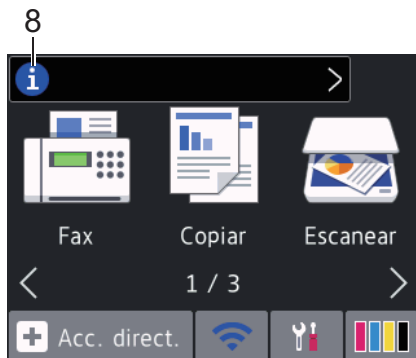 8
i >
Fax Copiar Escanear
< 1 / 3 >
+ Acc. direct.